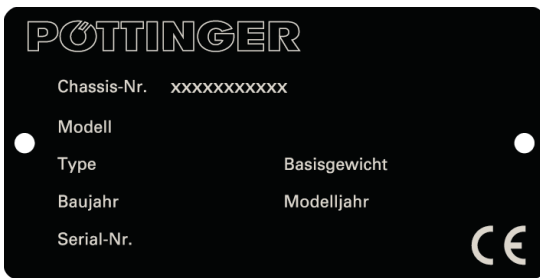 PÖTTINGER
Chassis-Nr. xxxxxxxxxxx
Modell
Type Basisgewicht
Baujahr Modelljahr
Serial-Nr.
CE